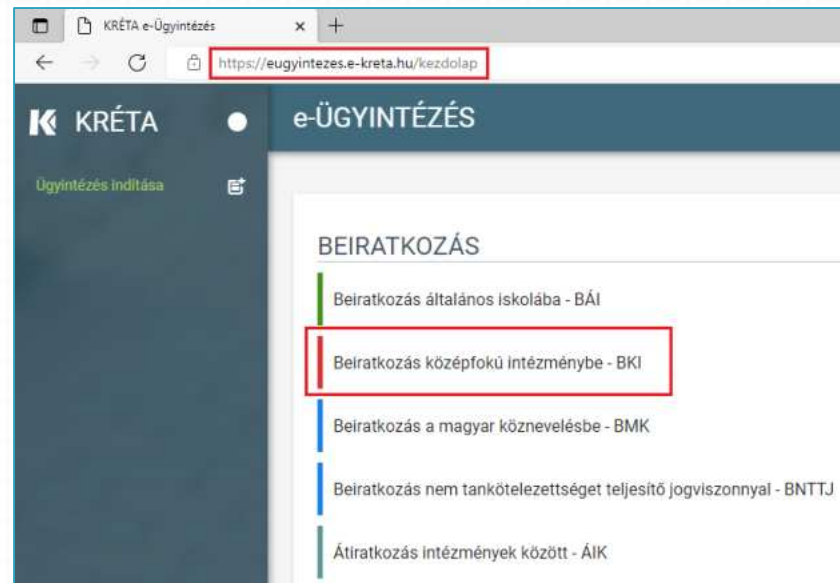 KRÉTA e-Ügyintézés
https://eugyintezes.e-kreta.hu/kezdolap
KRÉTA
e-ÜGYINTÉZÉS
Ügyintézés indítása
BEIRATKOZÁS
Beiratkozás általános iskolába - BÁI
Beiratkozás középfokú intézménybe - BKI
Beiratkozás a magyar köznevelésbe - BMK
Beiratkozás nem tankötelezettséget teljesítő jogviszonnyal - BNTTJ
Átiratkozás intézmények között - ÁIK